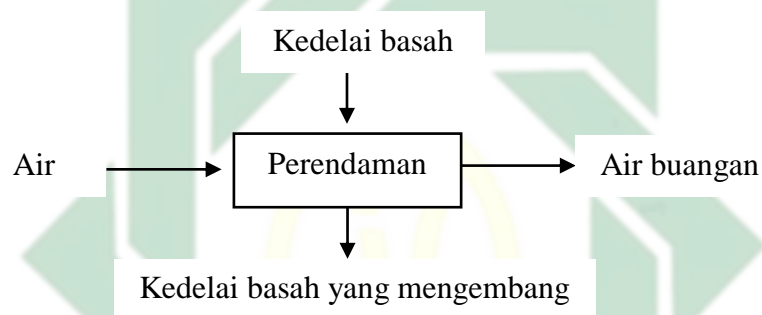 Kedelai basah
Air
Perendaman
Air buangan
Kedelai basah yang mengembang